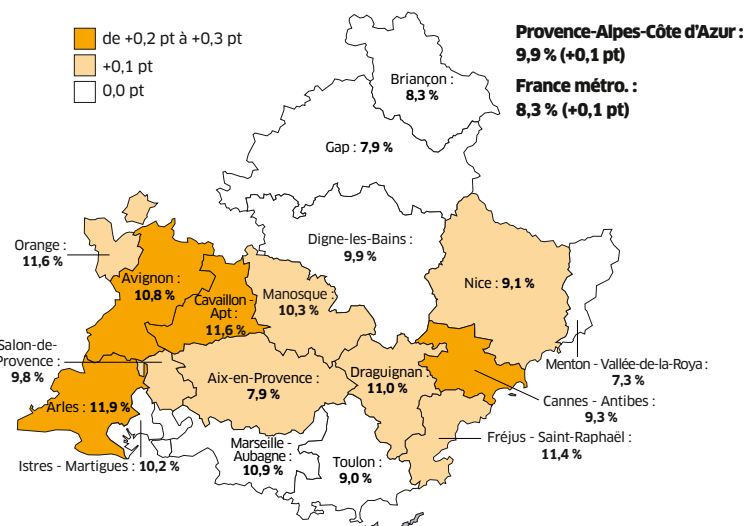 de +0,2 pt à +0,3 pt
+0,1 pt
0,0 pt
Provence-Alpes-Côte d'Azur :
9,9 % (+0,1 pt)
France métro. :
8,3 % (+0,1 pt)
Briançon :
8,3 %
Gap : 7,9 %
Digne-les-Bains :
9,9 %
Orange :
11,6 %
Avignon :
10,8 %
Cavaillon -
Apt :
11,6 %
Manosque :
10,3 %
Nice : 9,1 %
Salon-de-
Provence :
9,8 %
Aix-en-Provence :
7,9 %
Draguignan :
11,0 %
Menton - Vallée-de-la-Roya :
7,3 %
Cannes - Antibes :
9,3 %
Arles : 11,9 %
Fréjus - Saint-Raphaël :
11,4 %
Istres - Martigues : 10,2 %
Marseille -
Aubagne :
10,9 %
Toulon :
9,0 %